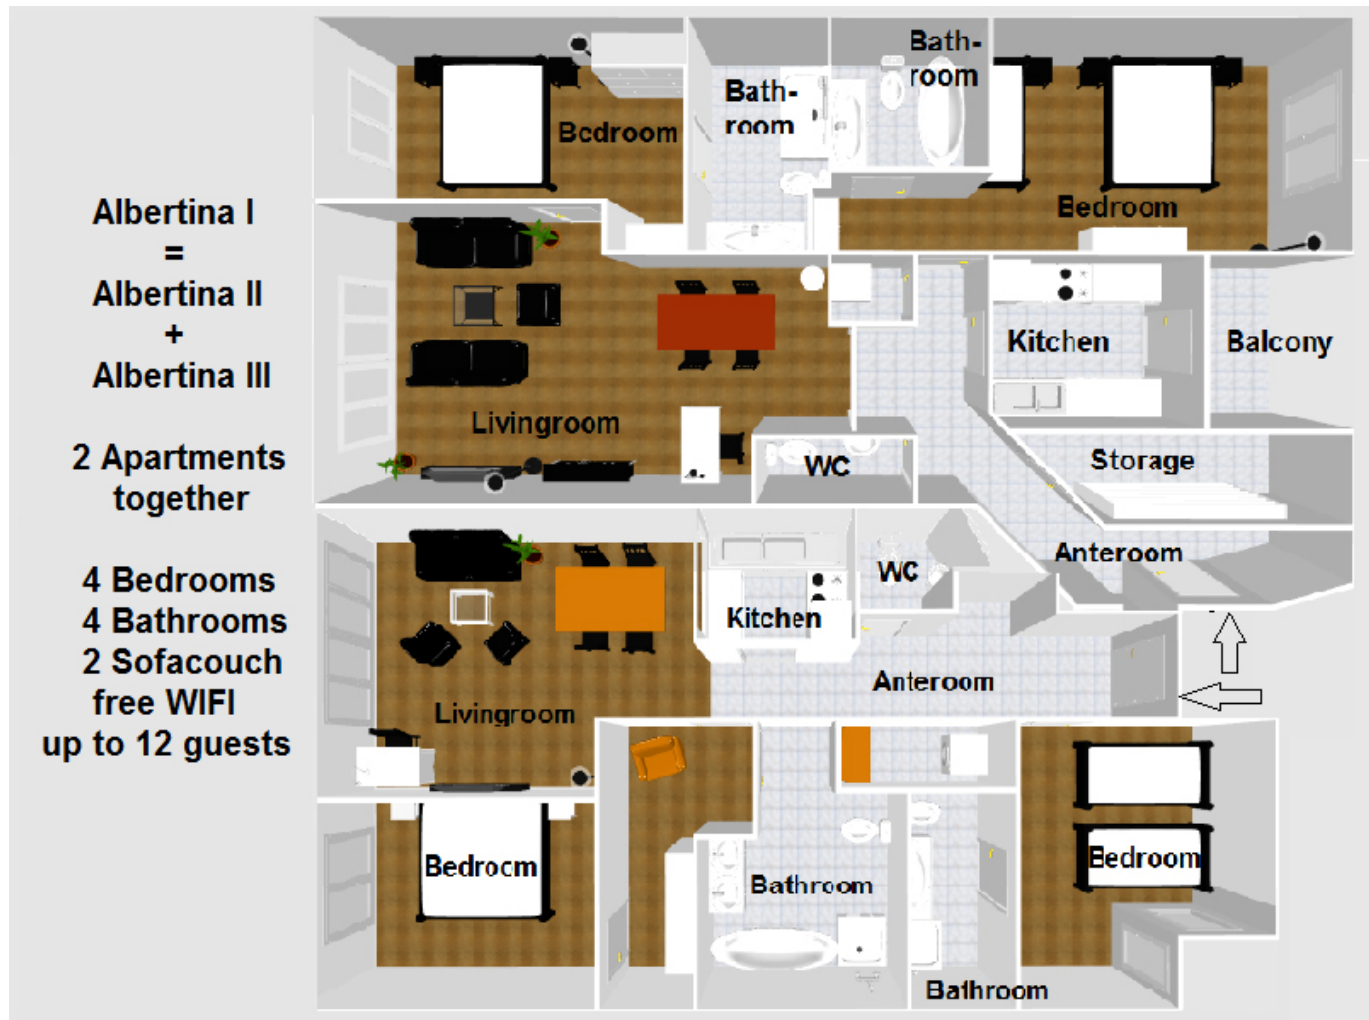 Albertina I
=
Albertina II
+
Albertina III
2 Apartments
together
4 Bedrooms
4 Bathrooms
2 Sofacouch
free WIFI
up to 12 guests
Bedroom
Bath-
room
Bath-
room
Bedroom
Livingroom
Kitchen
Balcony
WC
Storage
Anteroom
Livingroom
Kitchen
WC
Anteroom
Bedroom
Bathroom
Bathroom
Bedroom